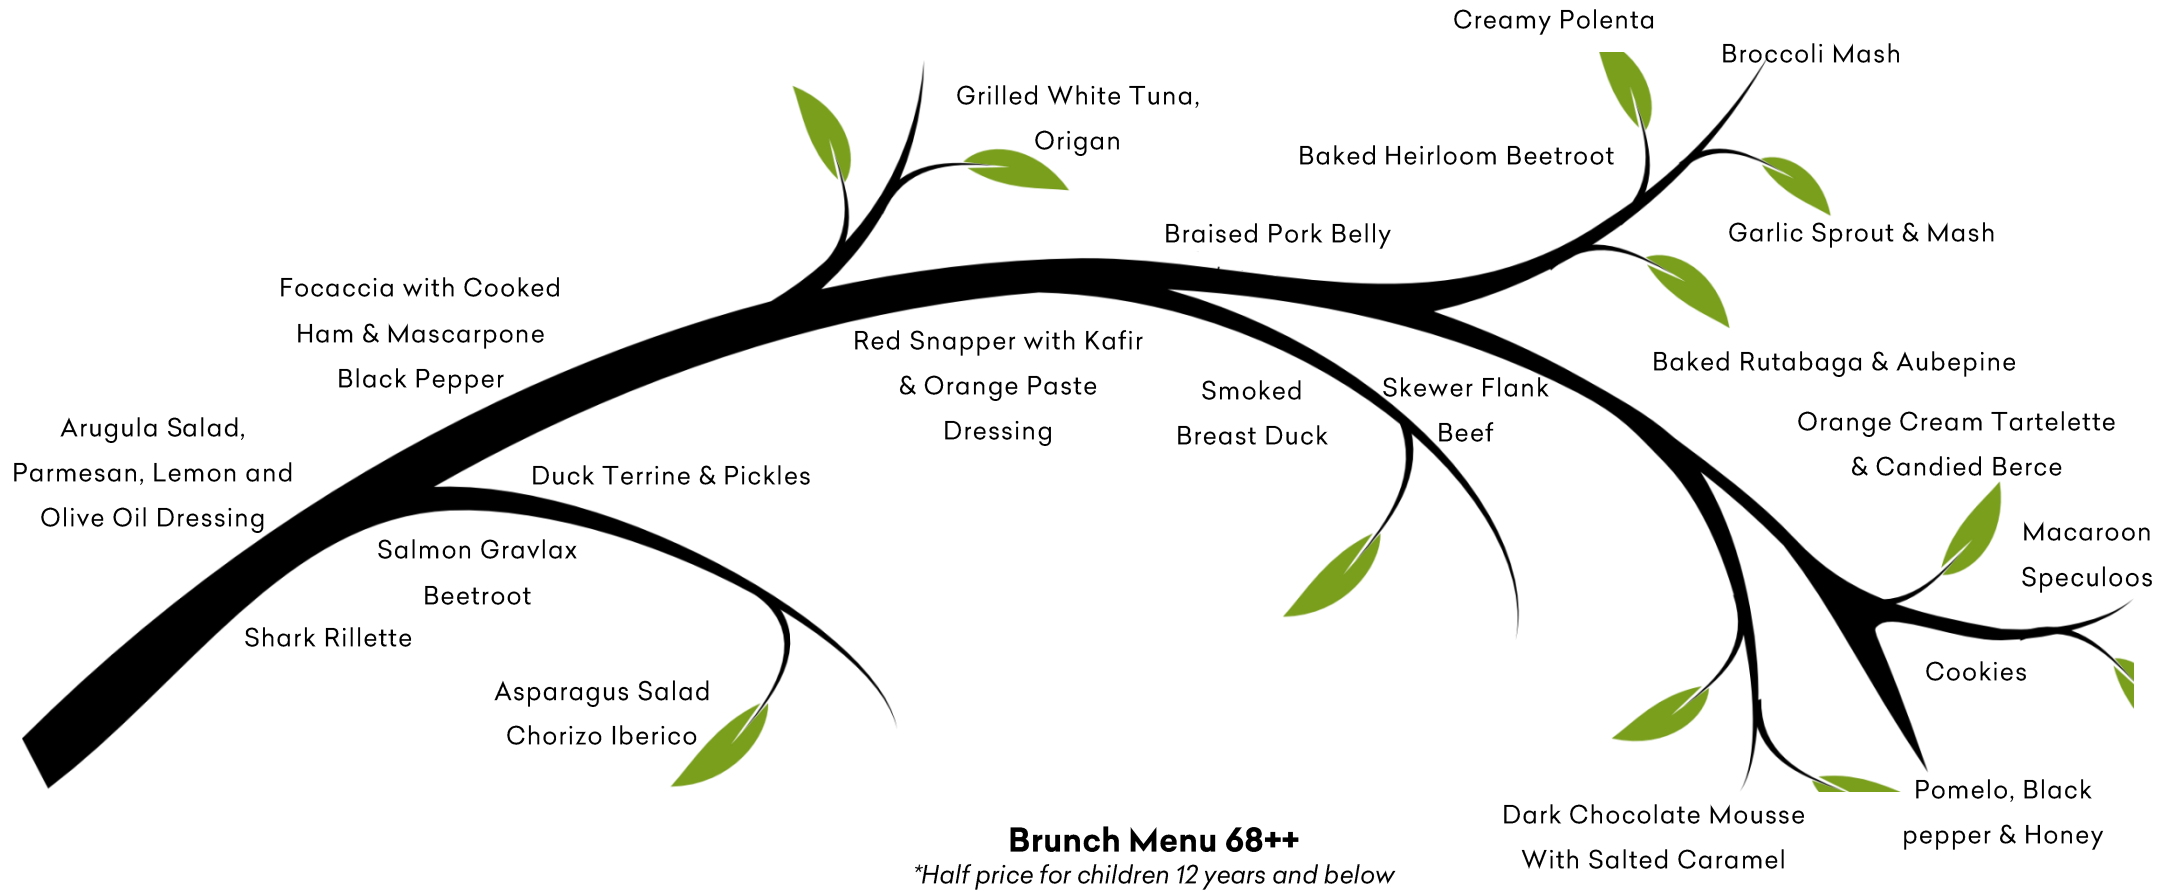 Creamy Polenta
Broccoli Mash
Grilled White Tuna,
Origan
Baked Heirloom Beetroot
Braised Pork Belly
Garlic Sprout & Mash
Focaccia with Cooked
Ham & Mascarpone
Black Pepper
Red Snapper with Kafir
& Orange Paste
Dressing
Smoked
Breast Duck
Skewer Flank
Beef
Baked Rutabaga & Aubepine
Arugula Salad,
Parmesan, Lemon and
Olive Oil Dressing
Duck Terrine & Pickles
Orange Cream Tartelette
& Candied Berce
Salmon Gravlax
Beetroot
Macaroon
Speculoos
Shark Rillette
Cookies
Asparagus Salad
Chorizo Iberico
Pomelo, Black
pepper & Honey
Dark Chocolate Mousse
With Salted Caramel
Brunch Menu 68++
*Half price for children 12 years and below